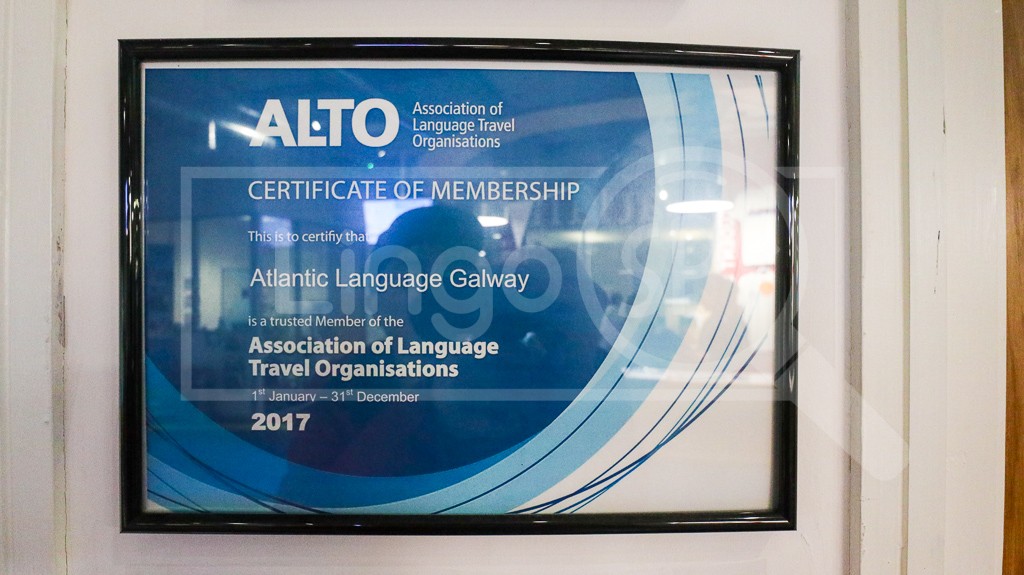 ALTO
Association of
Language Travel
Organisations
CERTIFICATE OF MEMBERSHIP
This is to certifiy that
Atlantic Language Galway
is a trusted Member of the
Association of Language
Travel Organisations
1st January – 31st December
2017
Lingo